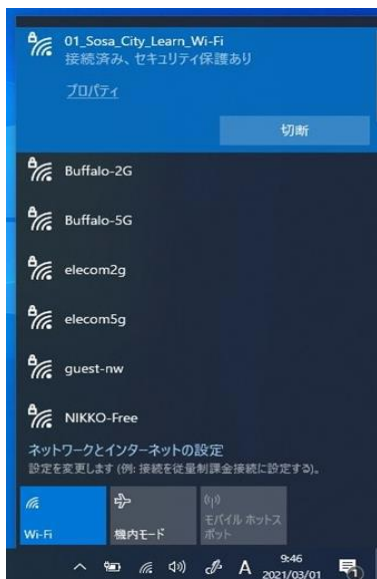 01_Sosa_City_Learn_Wi-Fi
接続済み、セキュリティ保護あり
プロパティ
切断
Buffalo-2G
Buffalo-5G
elecom2g
elecom5g
guest-nw
NIKKO-Free
ネットワークとインターネットの設定
設定を変更します (例: 接続を従量制課金接続に設定する)。
Wi-Fi
機内モード
モバイル ホットス
ポット
A
9:46
2021/03/01
1